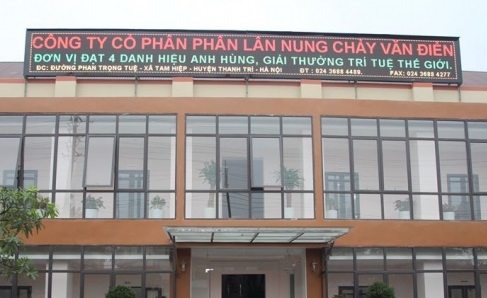 CÔNG TY CỔ PHẦN PHÂN LÂN NUNG CHẢY VĂN ĐIỂN
ĐƠN VỊ ĐẠT 4 DANH HIỆU ANH HÙNG, GIẢI THƯỞNG TRÍ TUỆ THẾ GIỚI.
ĐC: ĐƯỜNG PHAN TRỌNG TUỆ - XÃ TAM HIỆP - HUYỆN THANH TRÌ - HÀ NỘI ĐT : 024 3688 4489. FAX: 024 3688 4277